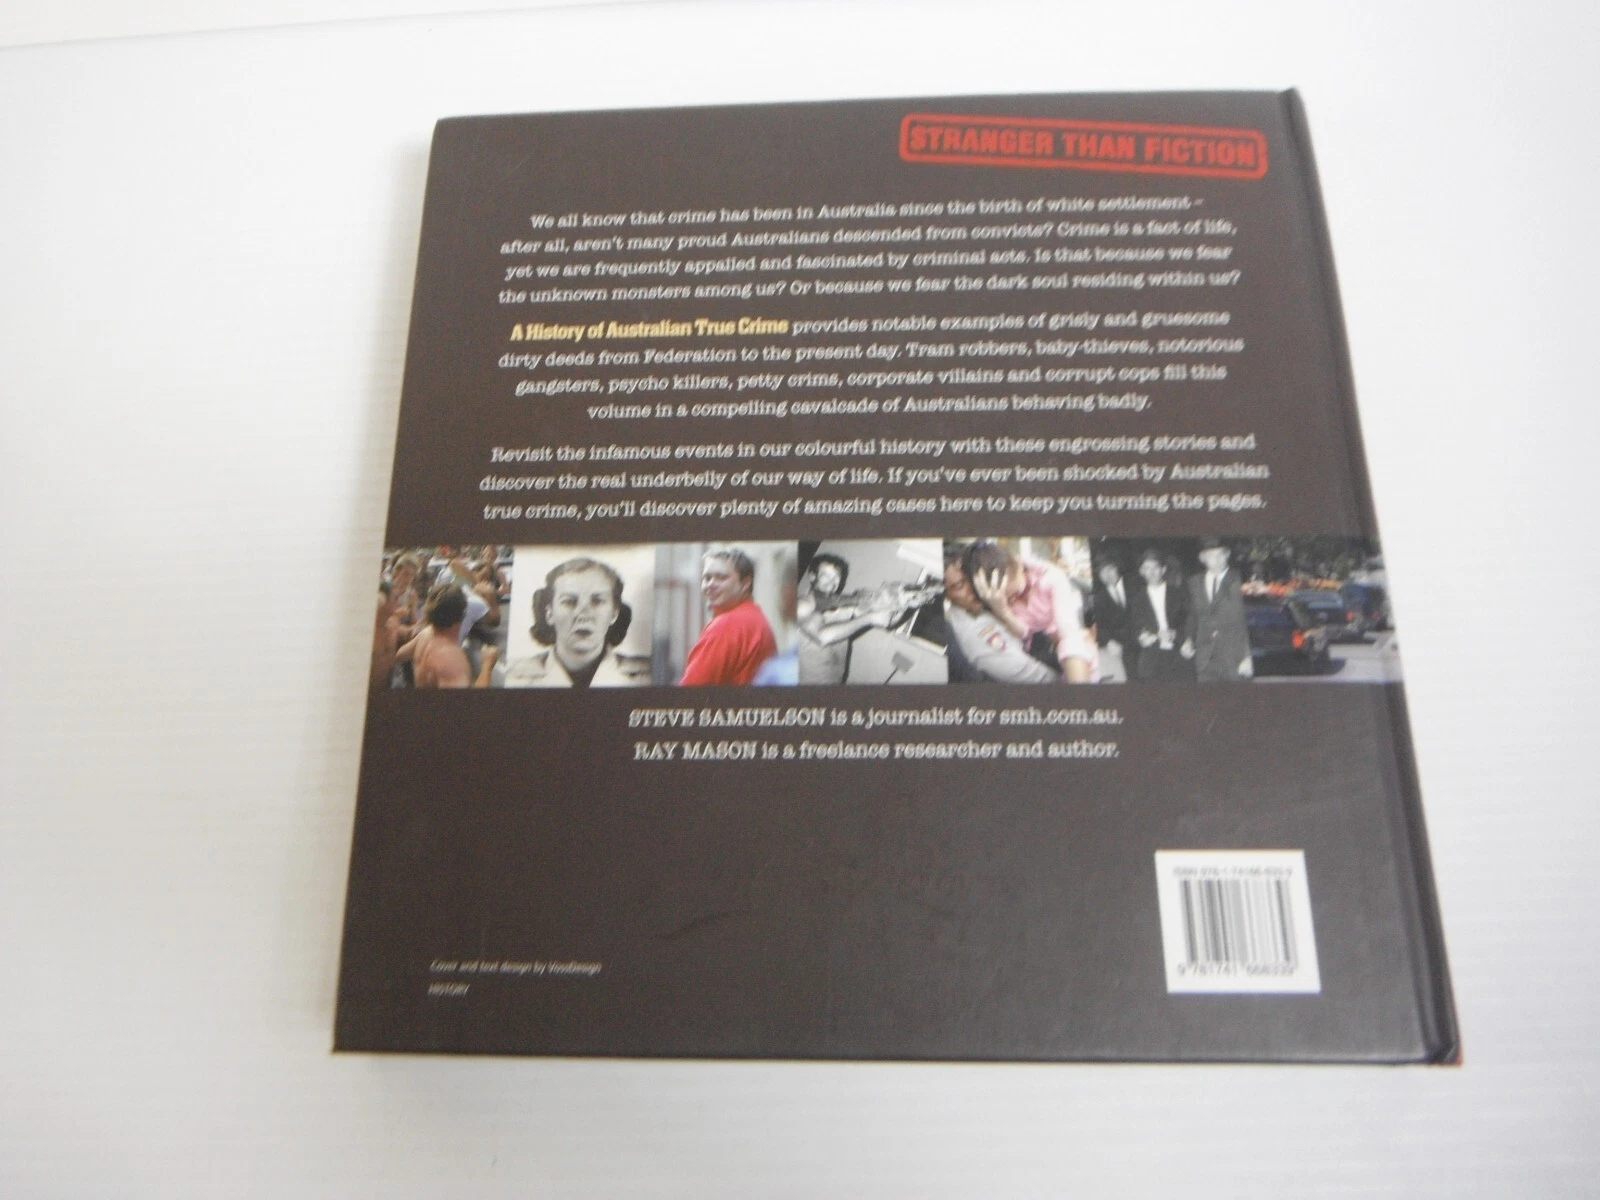 STRANGER THAN FICTION
We all know that crime has been in Australia since the birth of white settlement –
after all, aren't many proud Australians descended from convicts? Crime is a fact of life,
yet we are frequently appalled and fascinated by criminal acts. Is that because we fear
the unknown monsters among us? Or because we fear the dark soul residing within us?
A History of Australian True Crime provides notable examples of grisly and gruesome
dirty deeds from Federation to the present day. Tram robbers, baby-thieves, notorious
gangsters, psycho killers, petty crims, corporate villains and corrupt cops fill this
volume in a compelling cavalcade of Australians behaving badly.
Revisit the infamous events in our colourful history with these engrossing stories and
discover the real underbelly of our way of life. If you've ever been shocked by Australian
true crime, you'll discover plenty of amazing cases here to keep you turning the pages.
STEVE SAMUELSON is a journalist for smh.com.au.
RAY MASON is a freelance researcher and author.
Cover and text design by
HISTORY
ISBN
9 781741 668339